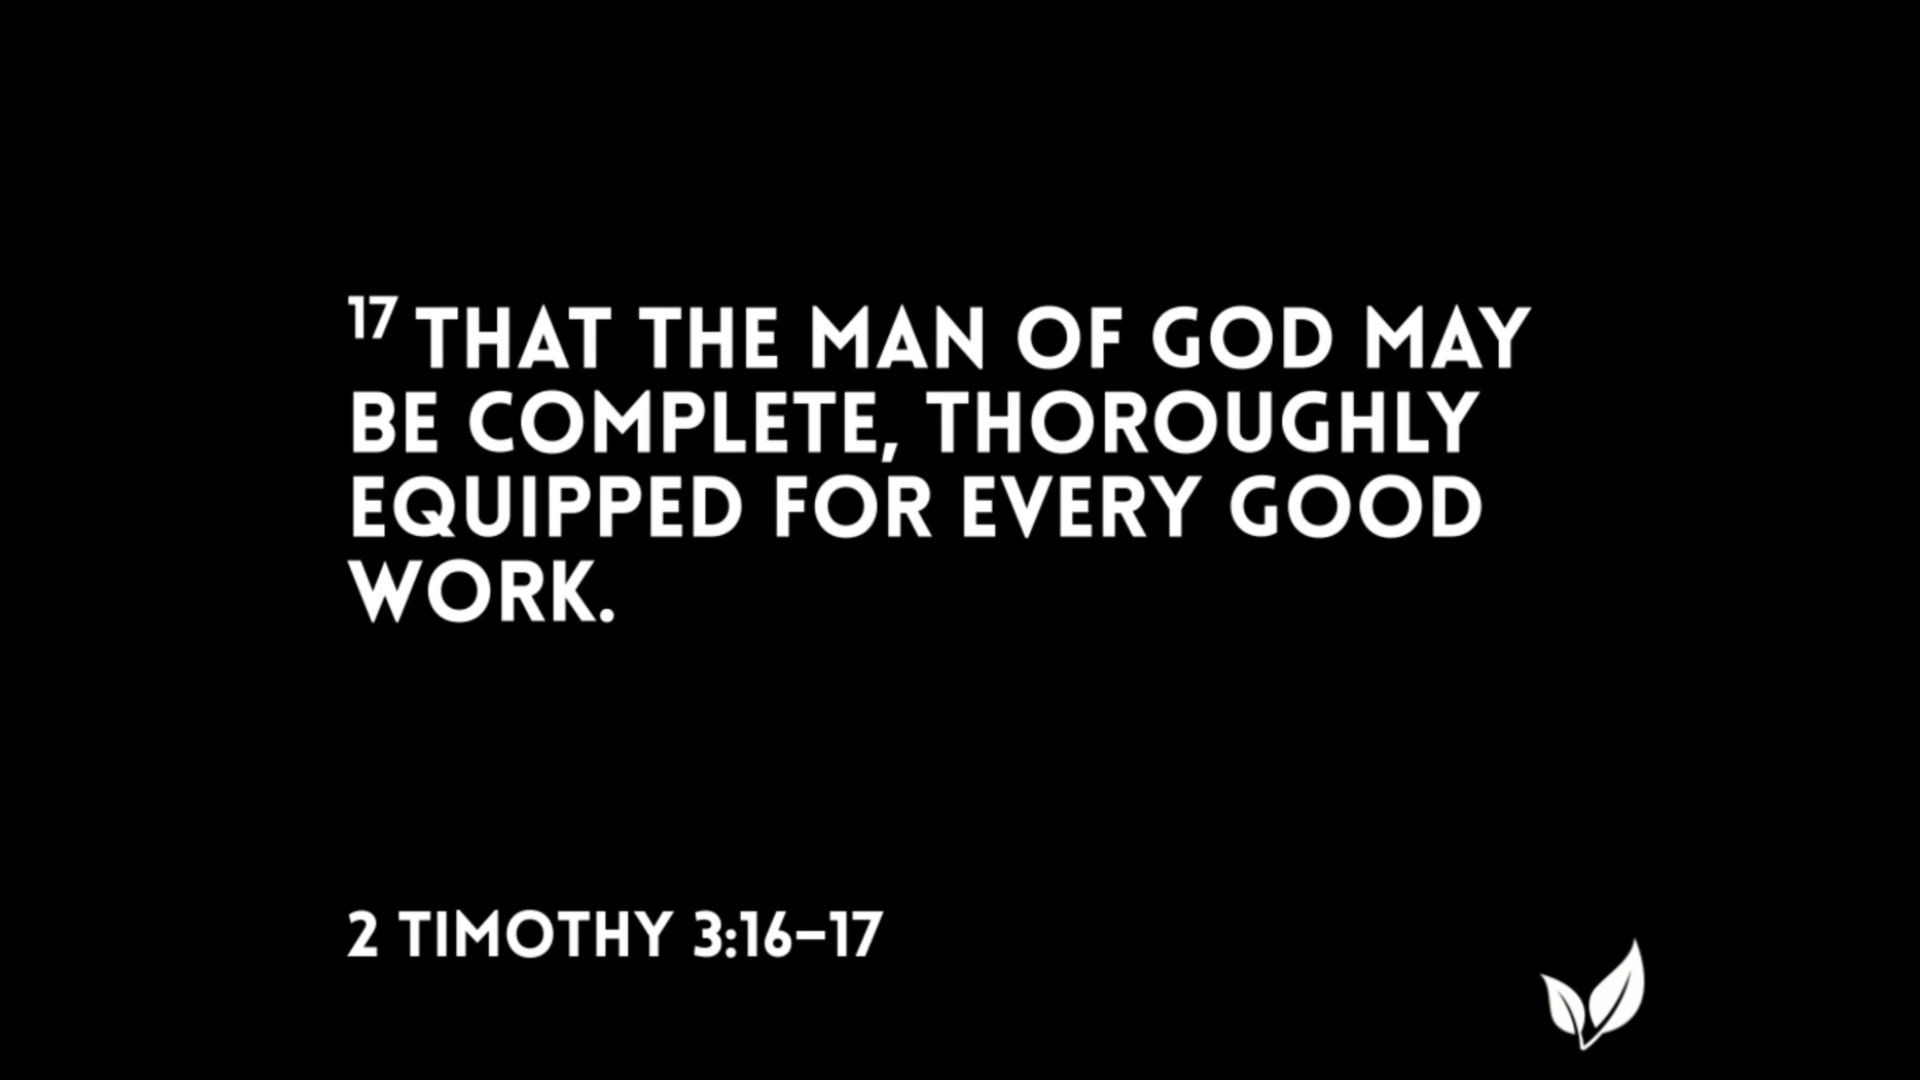 17 THAT THE MAN OF GOD MAY
BE COMPLETE, THOROUGHLY
EQUIPPED FOR EVERY GOOD
WORK.
2 TIMOTHY 3:16–17